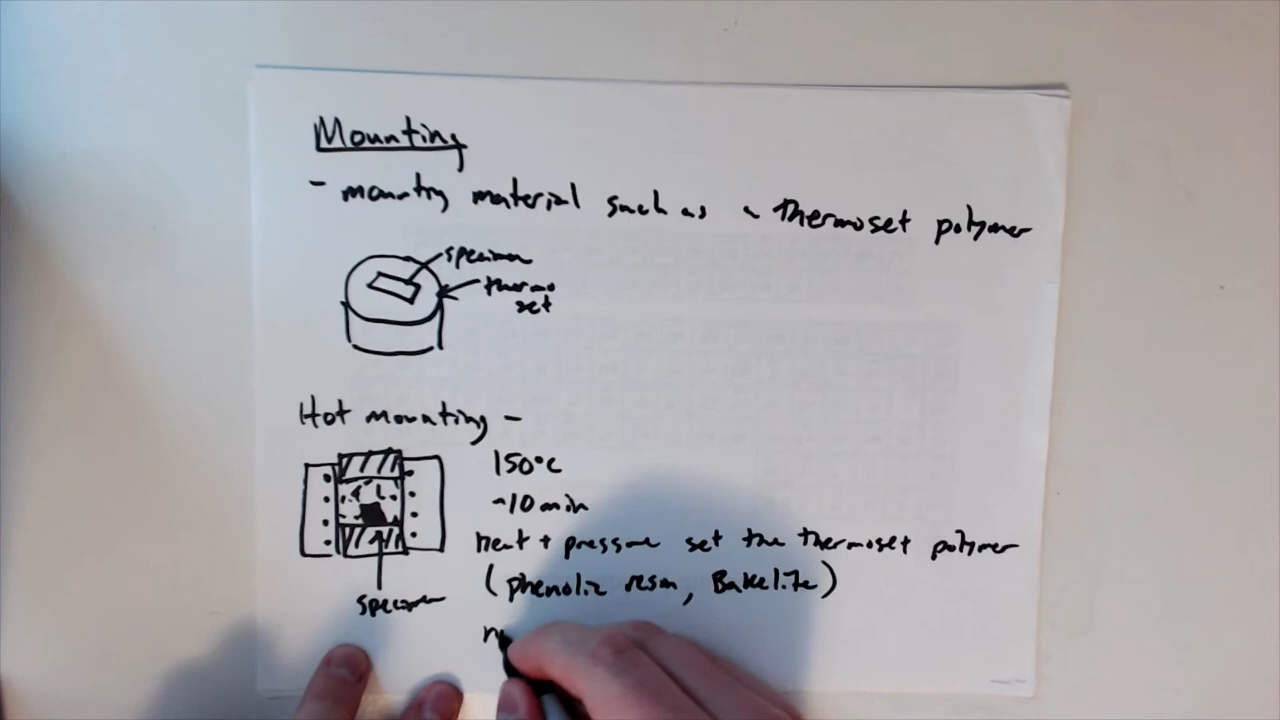 Mounting
- mounting material such as a thermoset polymer
specimen
thermo
set
Hot mounting -
150°C
~10 min
heat + pressure set the thermoset polymer
(phenolic resin, Bakelite)
specimen